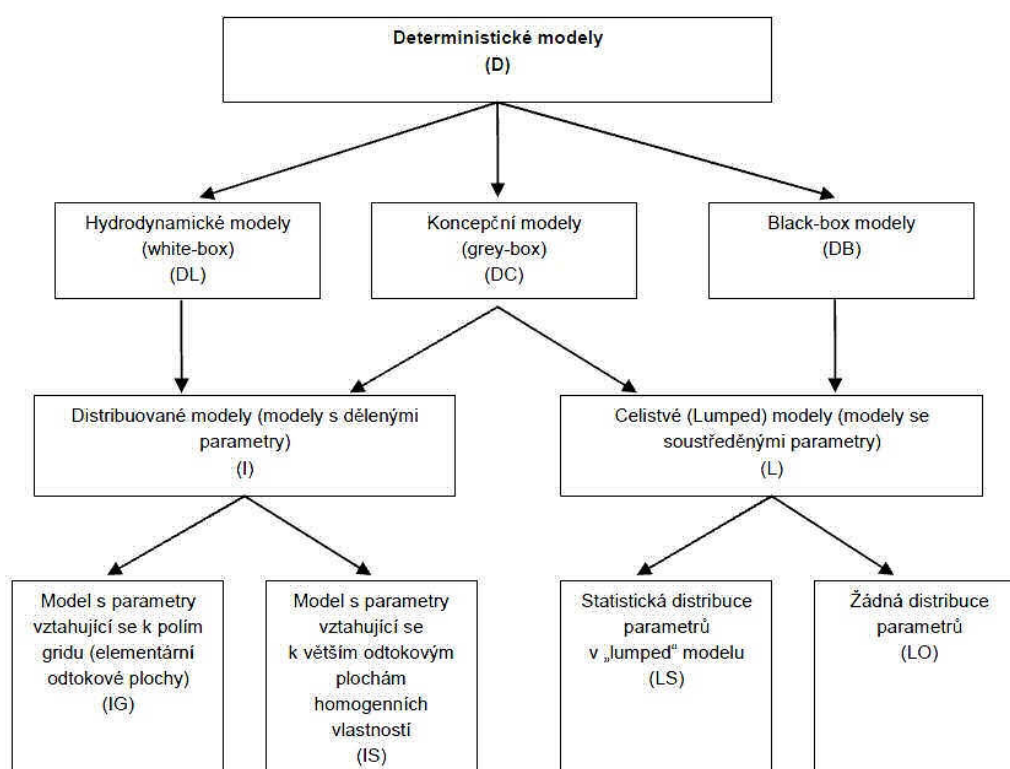 Deterministické modely
(D)
Hydrodynamické modely
(white-box)
(DL)
Koncepční modely
(grey-box)
(DC)
Black-box modely
(DB)
Distribuované modely (modely s dělenými
parametry)
(I)
Celistvé (Lumped) modely (modely se
soustředěnými parametry)
(L)
Model s parametry
vztahující se k polím
gridu (elementární
odtokové plochy)
(IG)
Model s parametry
vztahující se
k větším odtokovým
plochám
homogenních
vlastností
(IS)
Statistická distribuce
parametrů
v „lumped“ modelu
(LS)
Žádná distribuce
parametrů
(LO)